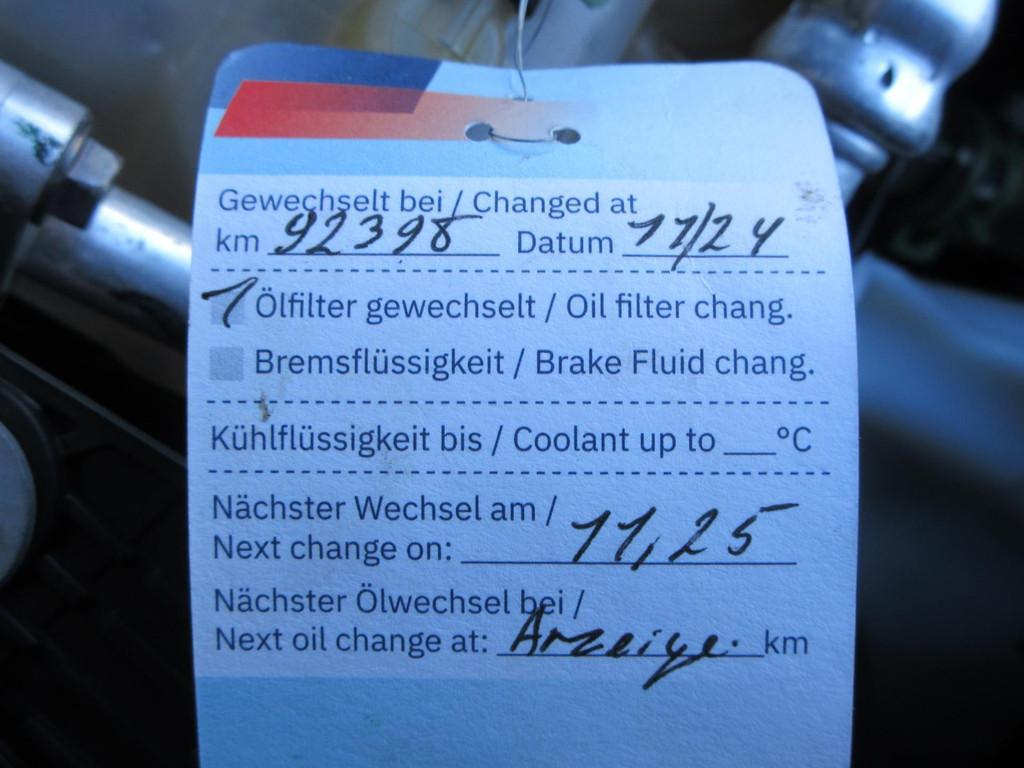 Gewechselt bei / Changed at
km 92398 Datum 11/24
1 Ölfilter gewechselt / Oil filter chang.
Bremsflüssigkeit / Brake Fluid chang.
Kühlflüssigkeit bis / Coolant up to ___°C
Nächster Wechsel am /
Next change on: 11,25
Nächster Ölwechsel bei /
Next oil change at: Anzeige. km